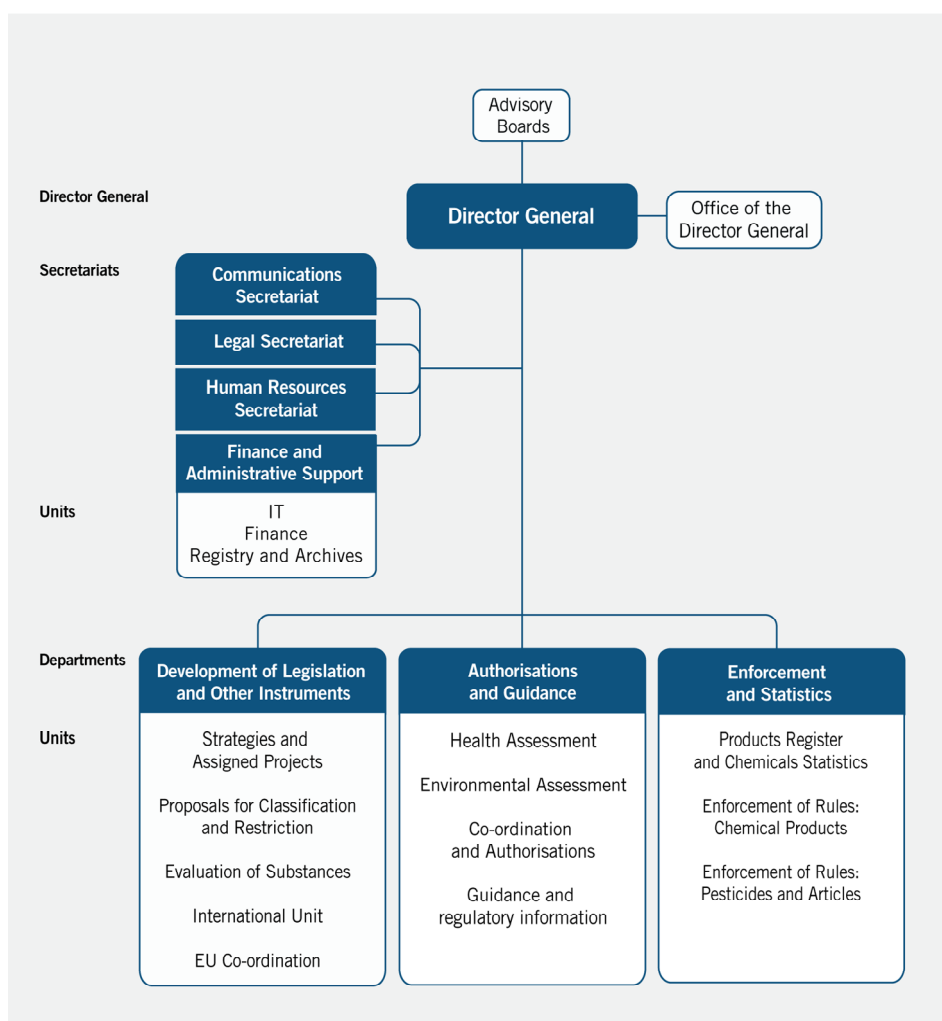 Advisory
Boards
Director General
Director General
Office of the
Director General
Secretariats
Communications
Secretariat
Legal Secretariat
Human Resources
Secretariat
Finance and
Administrative Support
Units
IT
Finance
Registry and Archives
Departments
Development of Legislation
and Other Instruments
Authorisations
and Guidance
Enforcement
and Statistics
Units
Strategies and
Assigned Projects
Proposals for Classification
and Restriction
Evaluation of Substances
International Unit
EU Co-ordination
Health Assessment
Environmental Assessment
Co-ordination
and Authorisations
Guidance and
regulatory information
Products Register
and Chemicals Statistics
Enforcement of Rules:
Chemical Products
Enforcement of Rules:
Pesticides and Articles